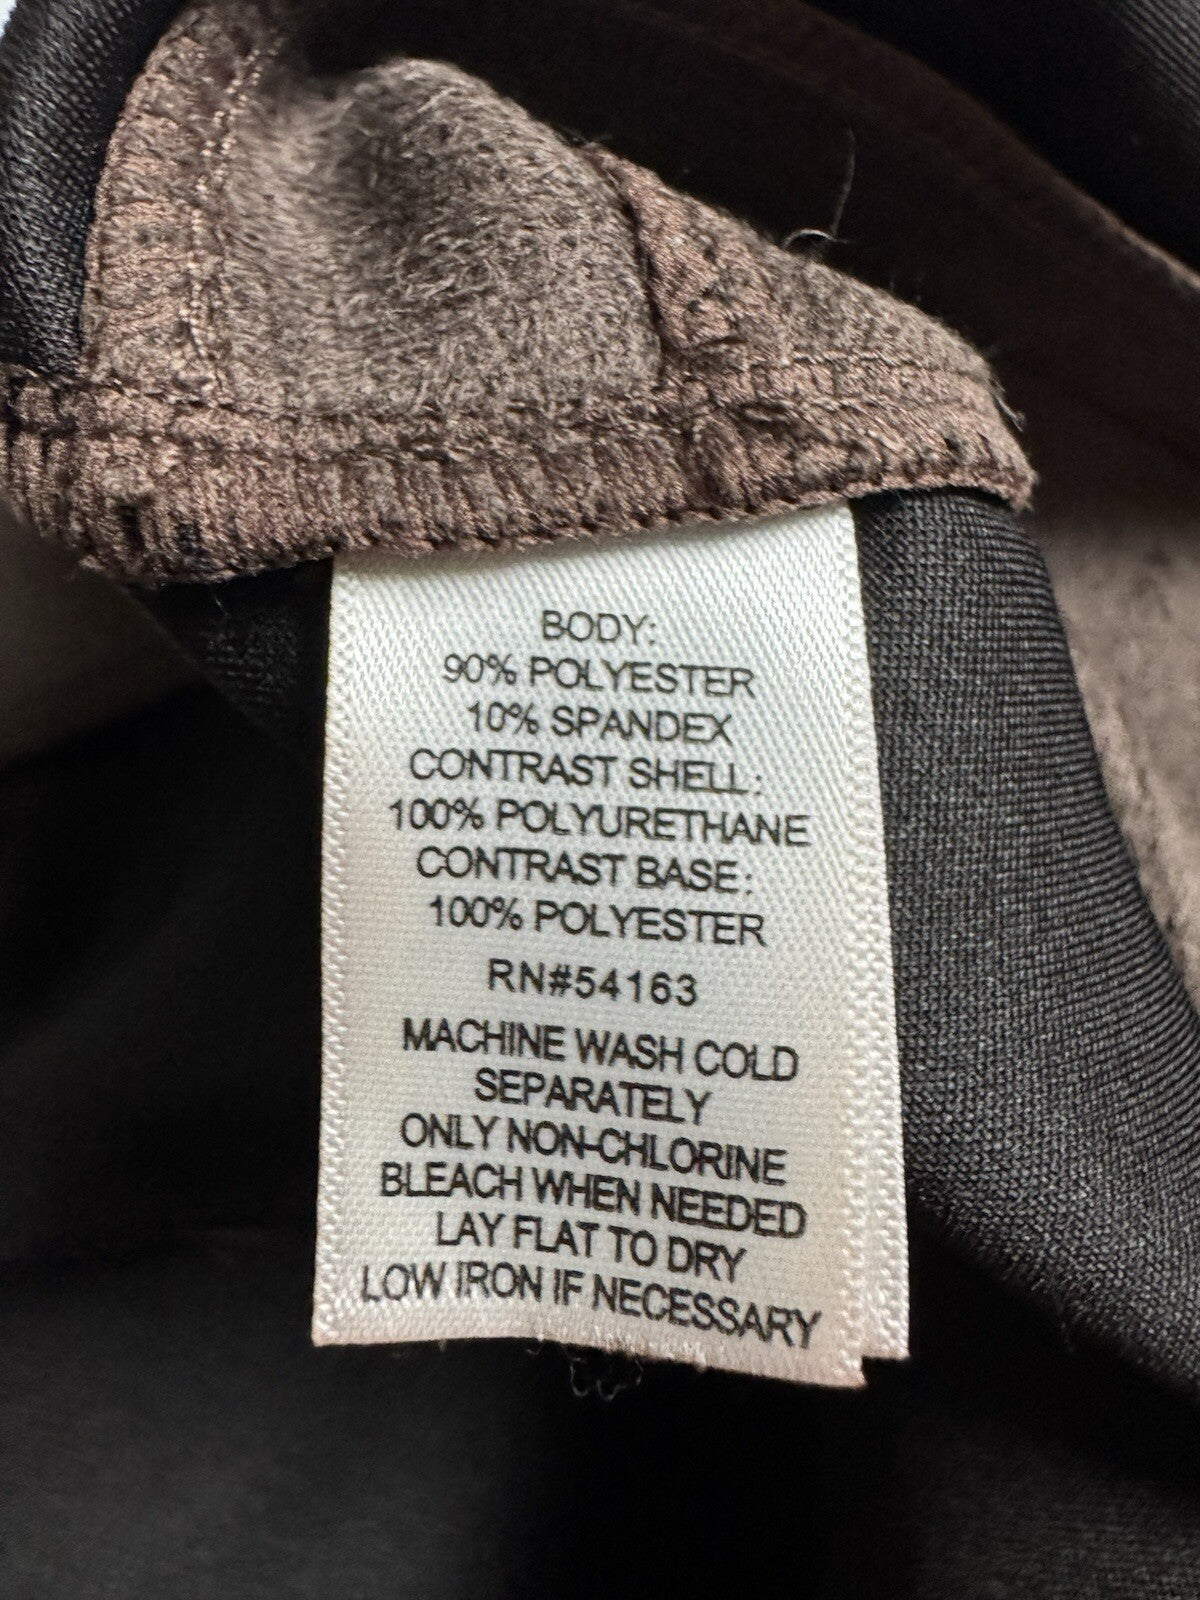 BODY:
90% POLYESTER
10% SPANDEX
CONTRAST SHELL:
100% POLYURETHANE
CONTRAST BASE:
100% POLYESTER
RN#54163
MACHINE WASH COLD
SEPARATELY
ONLY NON-CHLORINE
BLEACH WHEN NEEDED
LAY FLAT TO DRY
LOW IRON IF NECESSARY